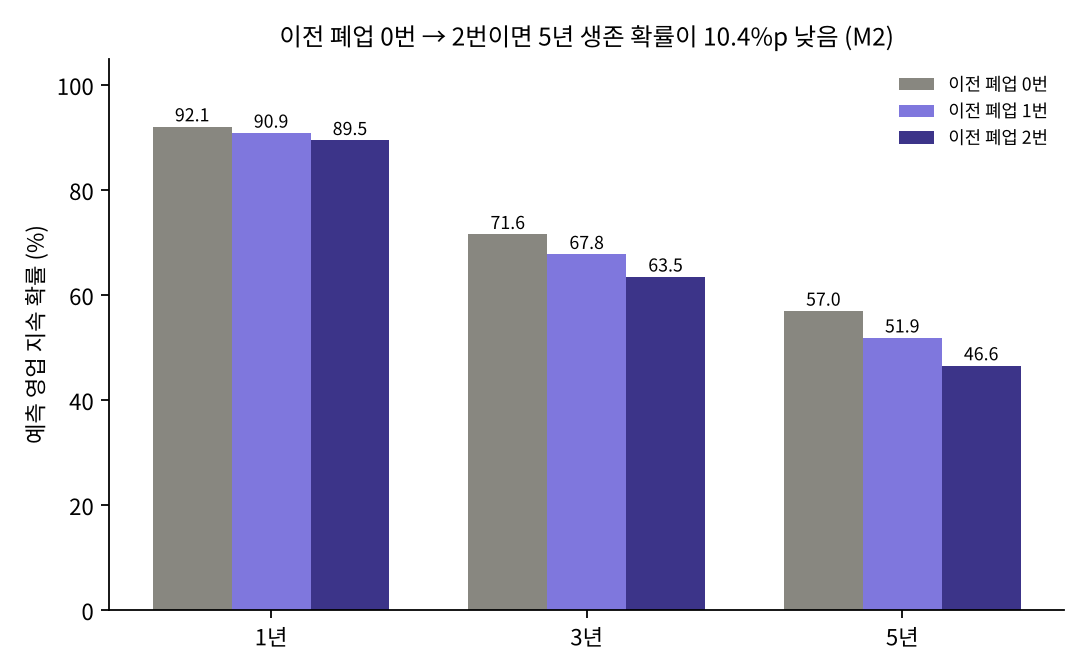 이전 폐업 0번 → 2번이면 5년 생존 확률이 10.4%p 낮음 (M2)
이전 폐업 0번
이전 폐업 1번
이전 폐업 2번
예측 영업 지속 확률 (%)
100
80
60
40
20
0
92.1
90.9
89.5
71.6
67.8
63.5
57.0
51.9
46.6
1년
3년
5년